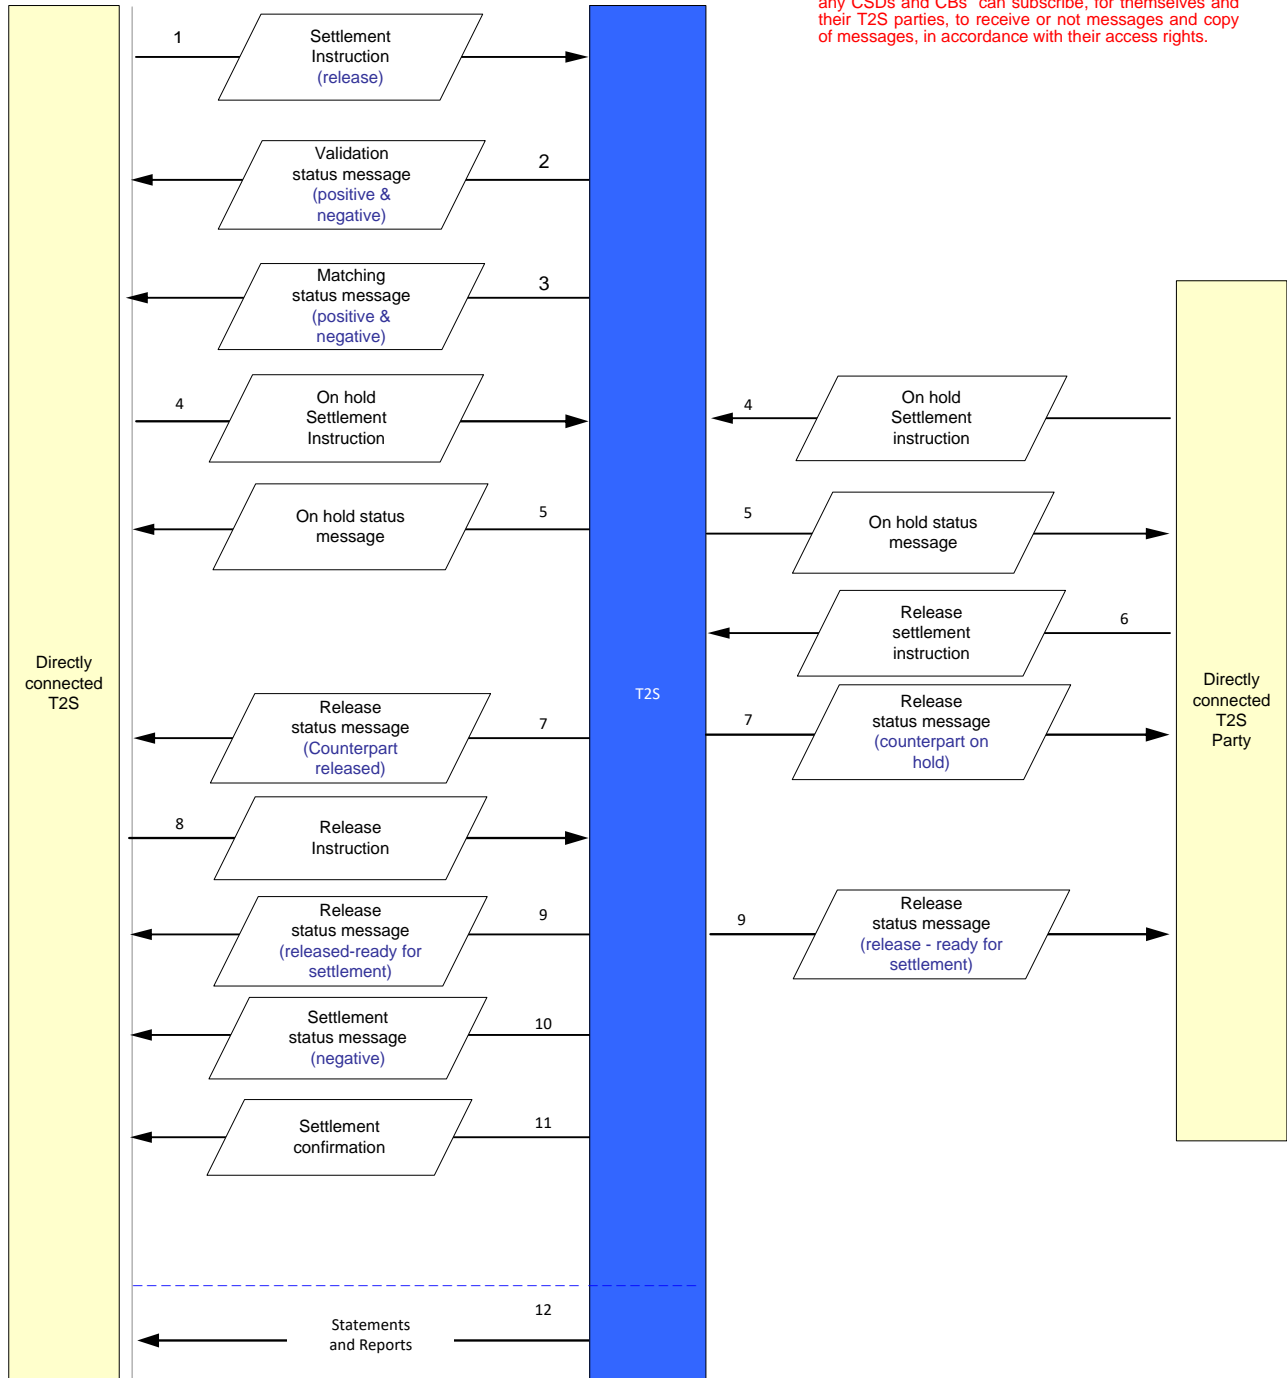 any CSDs and CBs can subscribe, for themselves and
their T2S parties, to receive or not messages and copy
of messages, in accordance with their access rights.
1
Settlement
Instruction
(release)
Validation
status message
(positive &
negative)
2
Matching
status message
(positive &
negative)
3
4
On hold
Settlement
Instruction
4
On hold
Settlement
instruction
On hold status
message
5
5
On hold status
message
Release
settlement
instruction
6
Directly
connected
T2S
T2S
Directly
connected
T2S
Party
Release
status message
(Counterpart
released)
7
7
Release
status message
(counterpart on
hold)
8
Release
Instruction
Release
status message
(released-ready for
settlement)
9
9
Release
status message
(release - ready for
settlement)
Settlement
status message
(negative)
10
Settlement
confirmation
11
12
Statements
and Reports